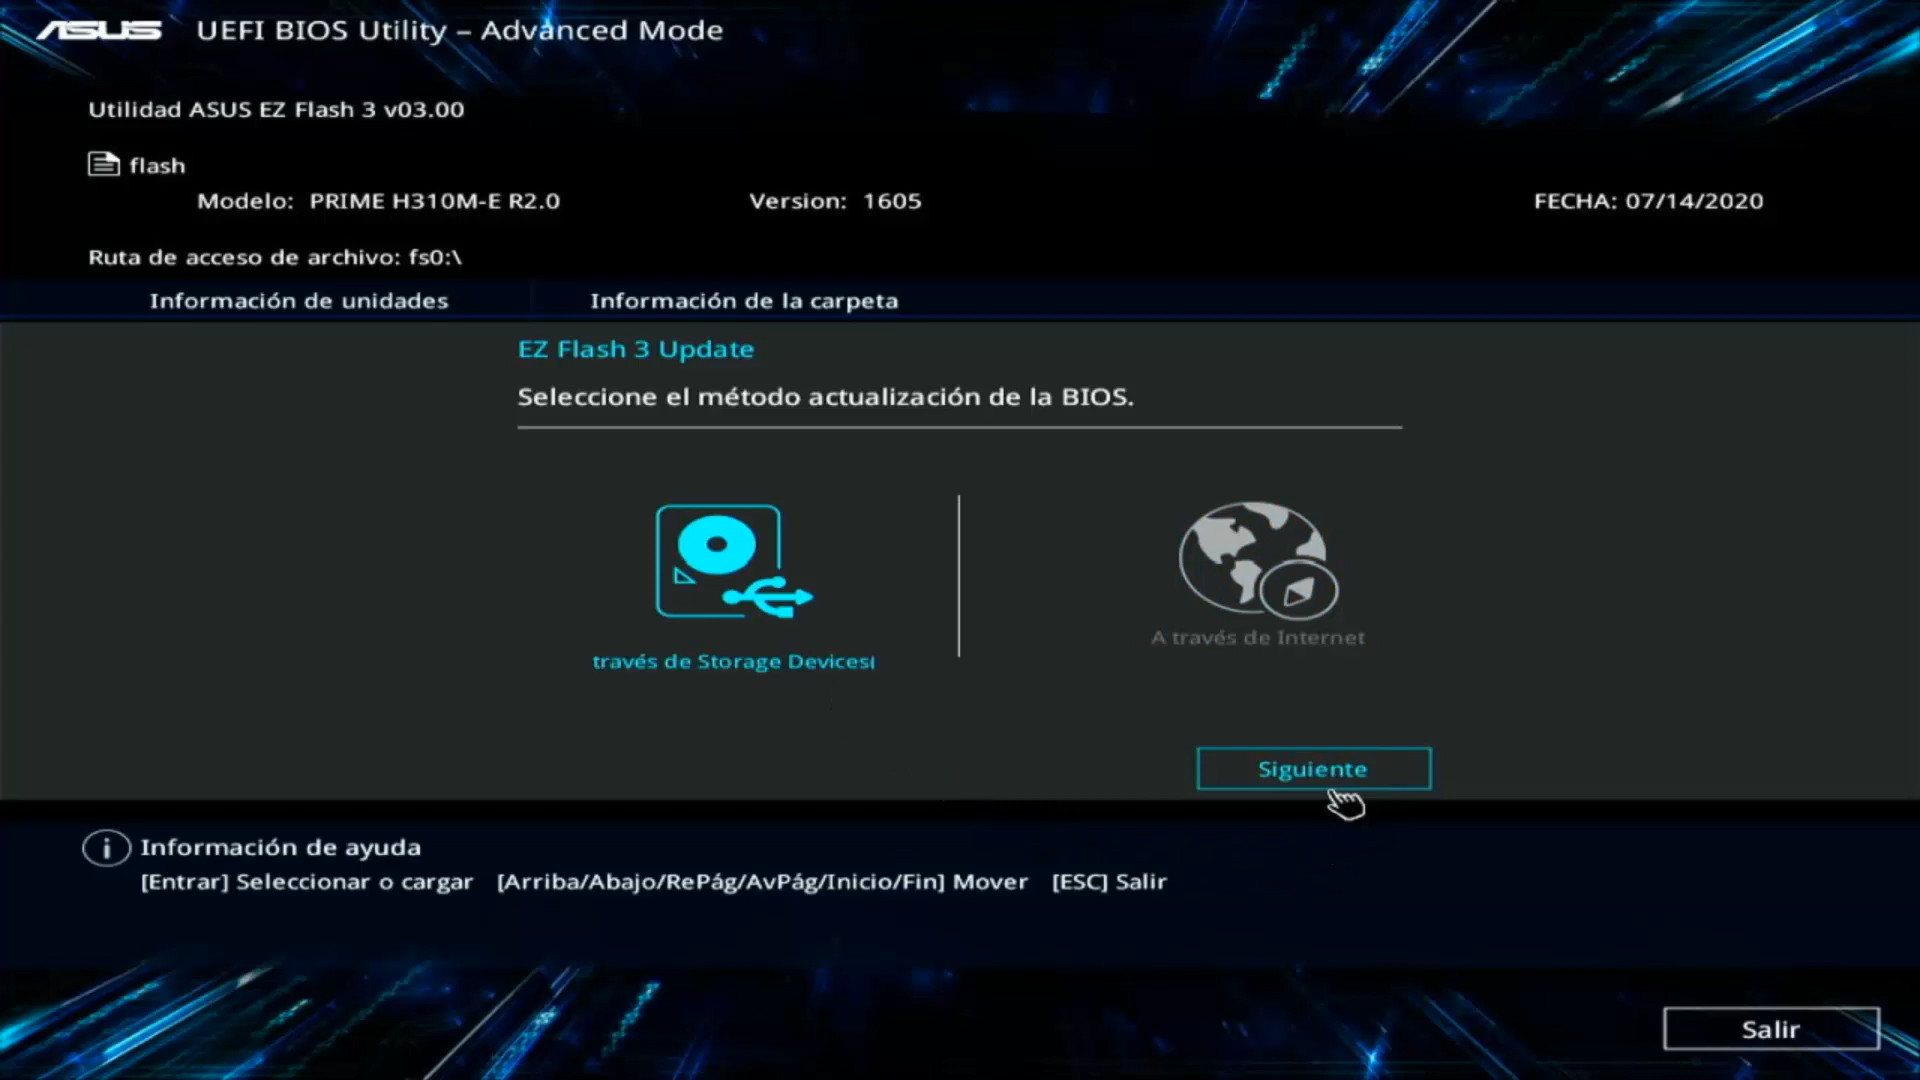 ASUS UEFI BIOS Utility – Advanced Mode
Utilidad ASUS EZ Flash 3 v03.00
flash
Modelo: PRIME H310M-E R2.0 Version: 1605 FECHA: 07/14/2020
Ruta de acceso de archivo: fs0:\
Información de unidades Información de la carpeta
EZ Flash 3 Update
Seleccione el método actualización de la BIOS.
través de Storage Devices(
A través de Internet
Siguiente
Información de ayuda
[Entrar] Seleccionar o cargar [Arriba/Abajo/RePág/AvPág/Inicio/Fin] Mover [ESC] Salir
Salir